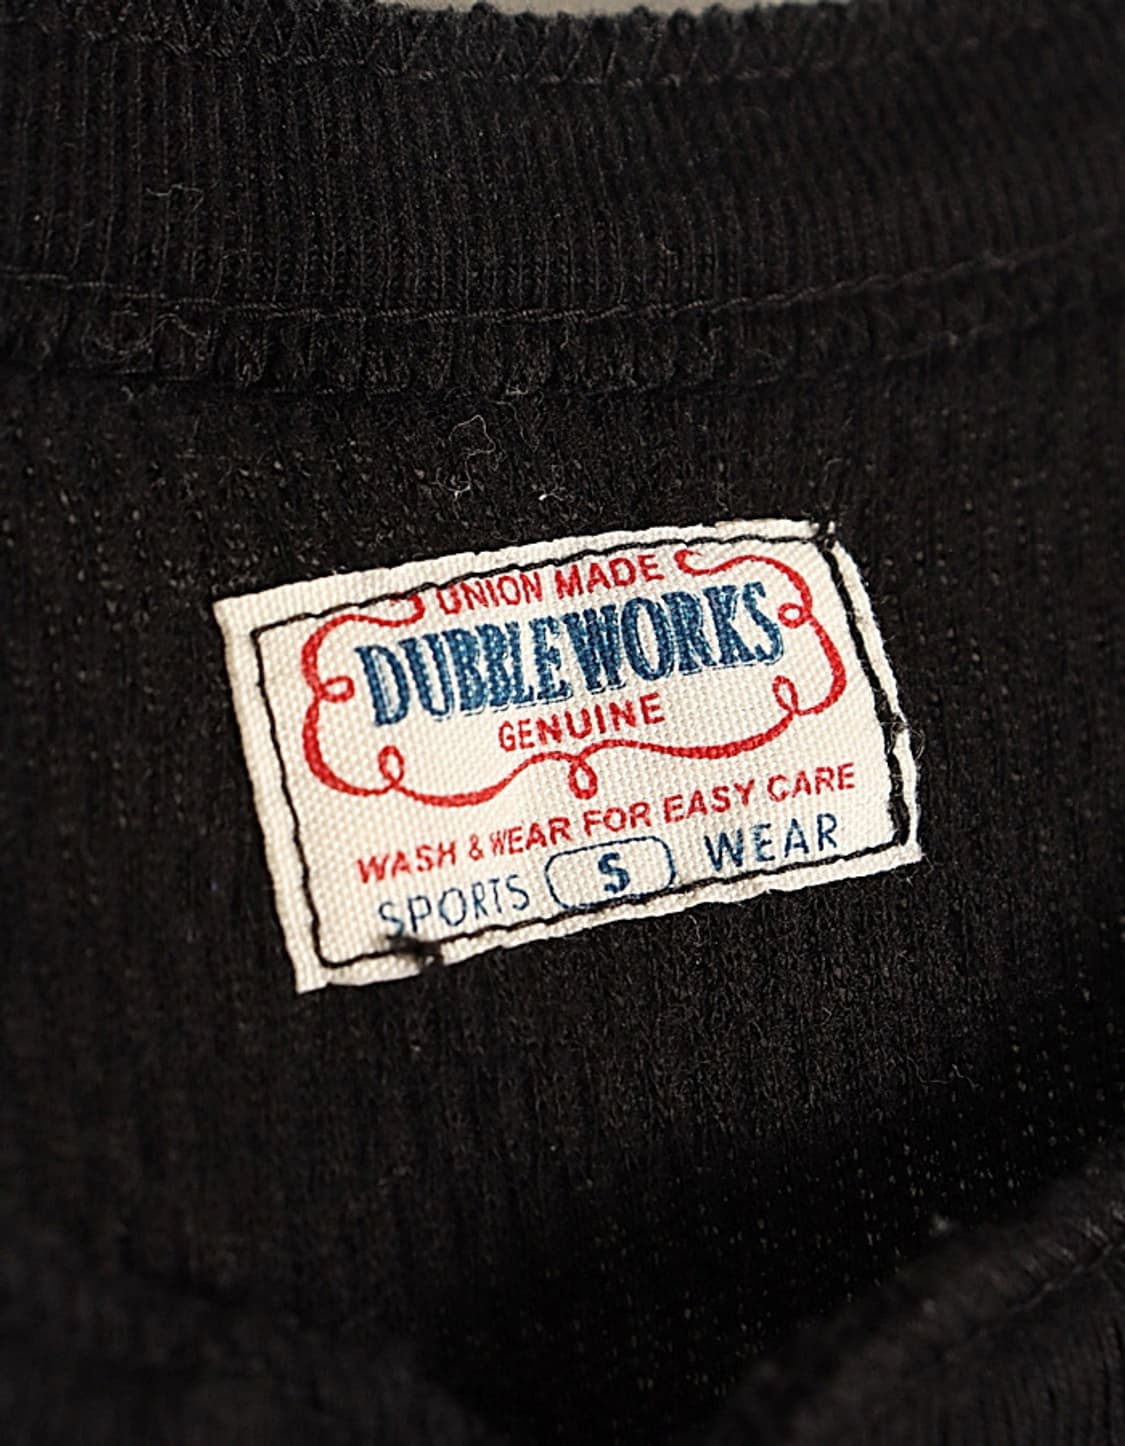 UNION MADE
DUBBLEWORKS
GENUINE
WASH & WEAR FOR EASY CARE
SPORTS S WEAR